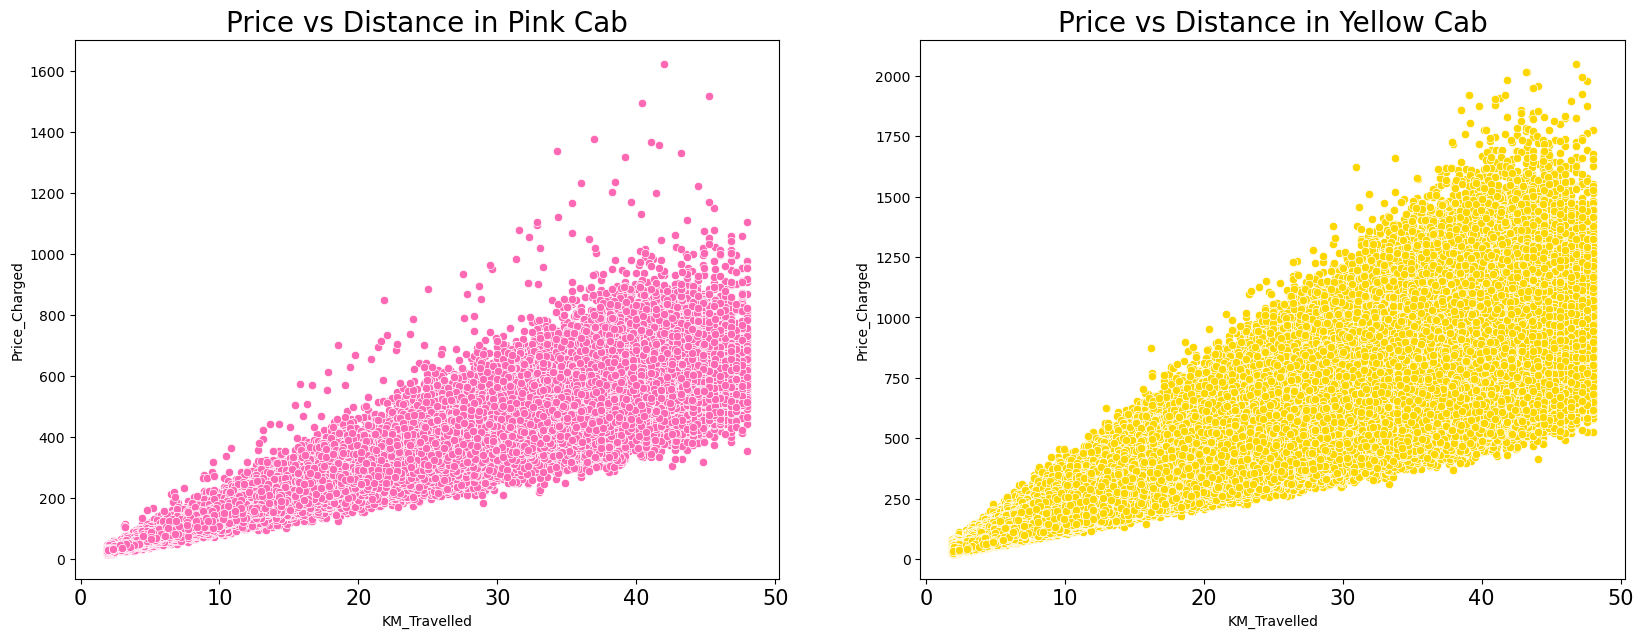 Price vs Distance in Pink Cab
Price_Charged
1600
1400
1200
1000
800
600
400
200
0
0 10 20 30 40 50
KM_Travelled
Price vs Distance in Yellow Cab
Price_Charged
2000
1750
1500
1250
1000
750
500
250
0
0 10 20 30 40 50
KM_Travelled